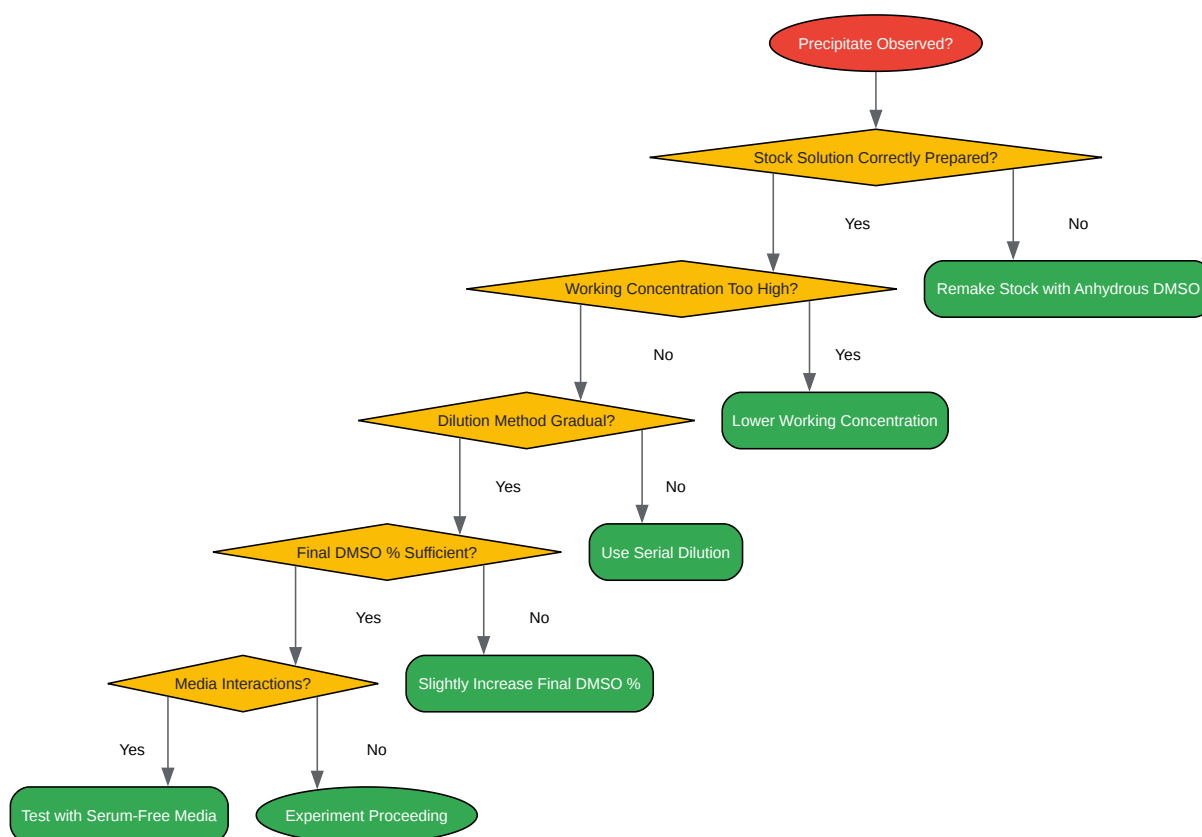 Precipitate Observed?
Stock Solution Correctly Prepared?
Yes
No
Working Concentration Too High?
Remake Stock with Anhydrous DMSO
No
Yes
Dilution Method Gradual?
Lower Working Concentration
Yes
No
Final DMSO % Sufficient?
Use Serial Dilution
Yes
No
Media Interactions?
Slightly Increase Final DMSO %
Yes
No
Test with Serum-Free Media
Experiment Proceeding